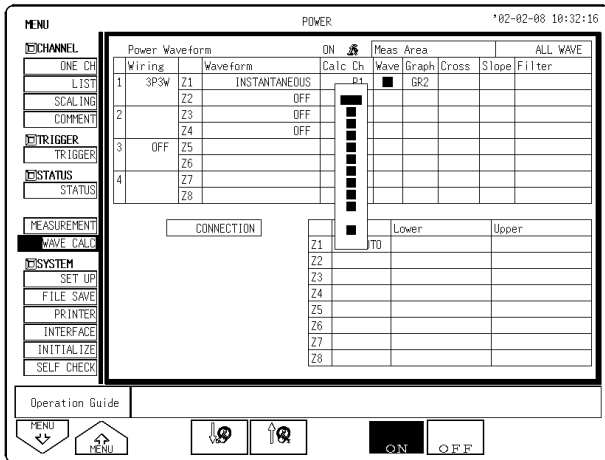 MENU POWER '02-02-08 10:32:16
CHANNEL
ONE CH
LIST
SCALING
COMMENT
TRIGGER
TRIGGER
STATUS
STATUS
MEASUREMENT
WAVE CALC
SYSTEM
SET UP
FILE SAVE
PRINTER
INTERFACE
INITIALIZE
SELF CHECK
Power Waveform ON Meas Area ALL WAVE
Wiring Waveform Calc Ch Wave Graph Cross Slope Filter
1 3P3W Z1 INSTANTANEOUS P1 GR2
Z2 OFF
2 Z3 OFF
Z4 OFF
3 OFF Z5
Z6
4 Z7
Z8
CONNECTION Lower Upper
Z1
Z2
Z3
Z4
Z5
Z6
Z7
Z8
Operation Guide
MENU MENU ON OFF